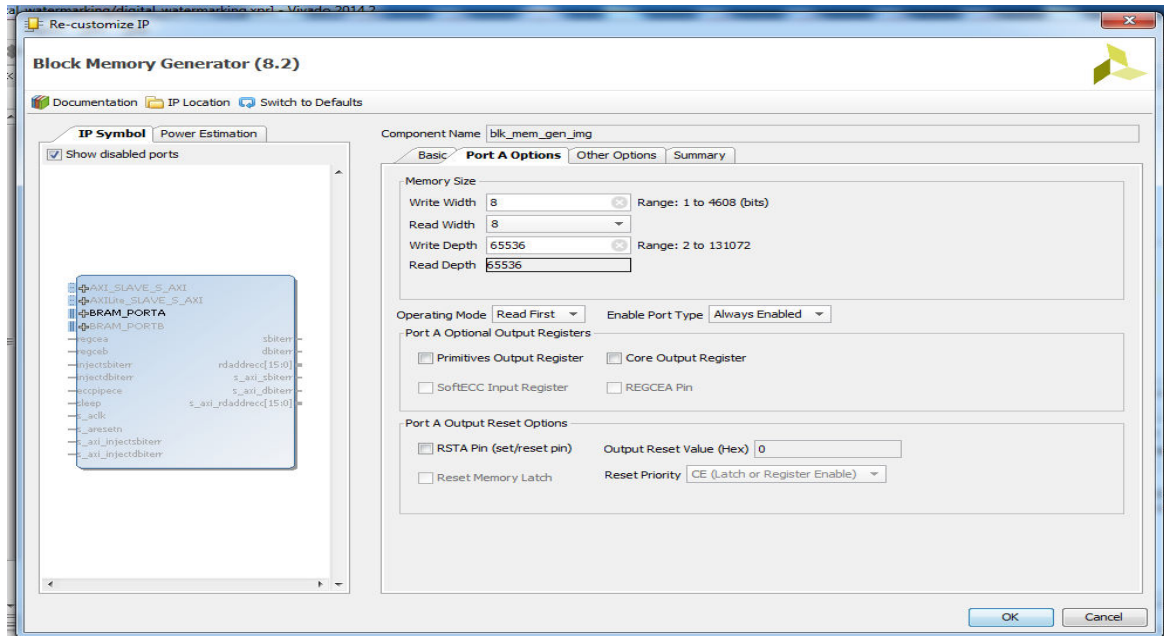 cal_watermarking/digital_watermarking.xpr] - Vivado 2014.2
Re-customize IP
Block Memory Generator (8.2)
Documentation IP Location Switch to Defaults
IP Symbol Power Estimation
Show disabled ports
AXI_SLAVE_S_AXI
AXILite_SLAVE_S_AXI
BRAM_PORTA
BRAM_PORTB
regcea sbiterr
regceb dbiterr
injectsbiterr rdaddrecc[15:0]
injectdbiterr s_axi_sbiterr
eccpipece s_axi_dbiterr
sleep s_axi_rdaddrecc[15:0]
s_aclk
s_aresetn
s_axi_injectsbiterr
s_axi_injectdbiterr
Component Name blk_mem_gen_img
Basic Port A Options Other Options Summary
Memory Size
Write Width 8 Range: 1 to 4608 (bits)
Read Width 8
Write Depth 65536 Range: 2 to 131072
Read Depth 65536
Operating Mode Read First Enable Port Type Always Enabled
Port A Optional Output Registers
Primitives Output Register Core Output Register
SoftECC Input Register REGCEA Pin
Port A Output Reset Options
RSTA Pin (set/reset pin) Output Reset Value (Hex) 0
Reset Memory Latch Reset Priority CE (Latch or Register Enable)
OK Cancel